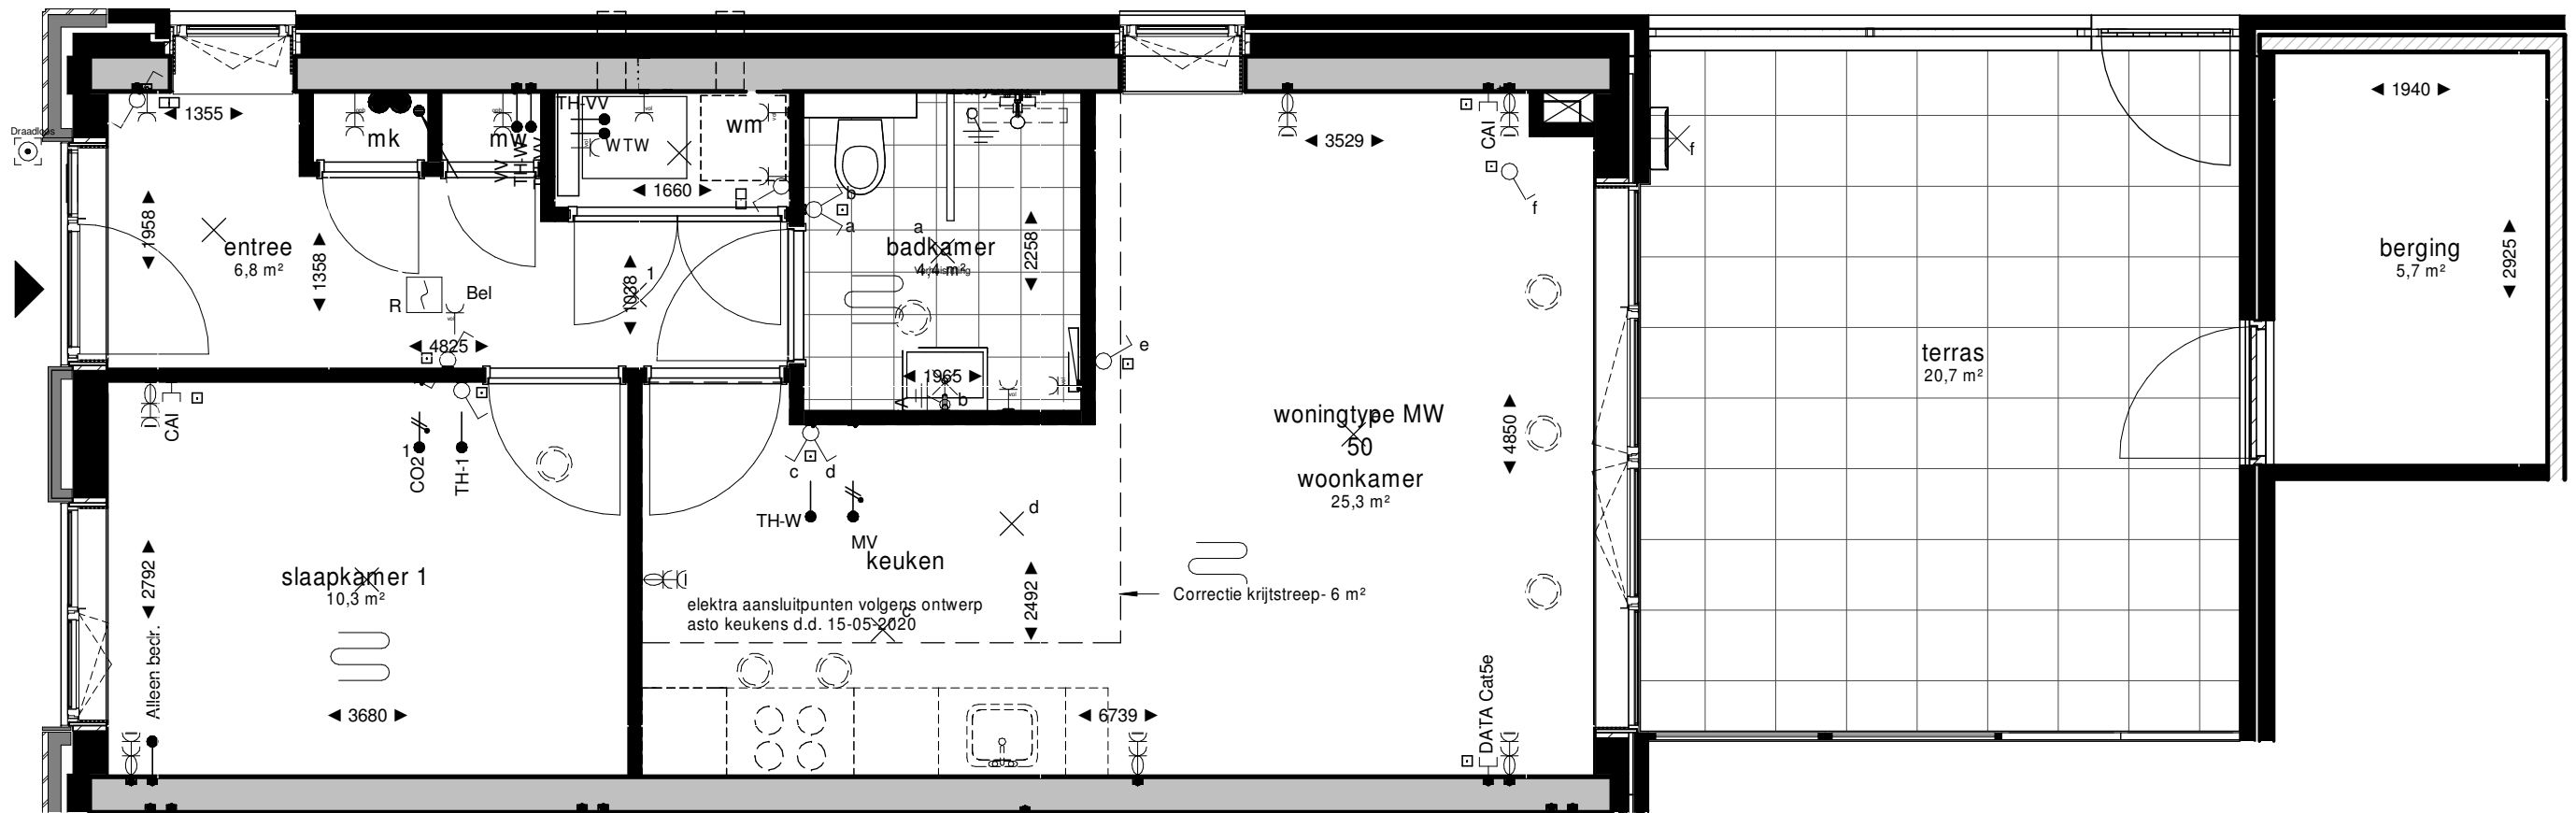 Draadloos
1355
mk
mw
VV
TH-W
TH-VV
WTW
wm
1660
1958
entree
6,8 m²
1358
R
Bel
4825
1038
1
b
a
a
badkamer
4,4 m²
2258
1965
b
e
3529
CAI
f
f
1940
berging
5,7 m²
2925
terras
20,7 m²
woningtype MW
50
woonkamer
25,3 m²
4850
CAI
1
CO2
TH-1
c
d
TH-W
MV
d
keuken
slaapkamer 1
10,3 m²
2792
Alleen bedr.
3680
elektra aansluitpunten volgens ontwerp
asto keukens d.d. 15-05-2020
c
2492
Correctie krijtstreep- 6 m²
6739
DATA Cat5e